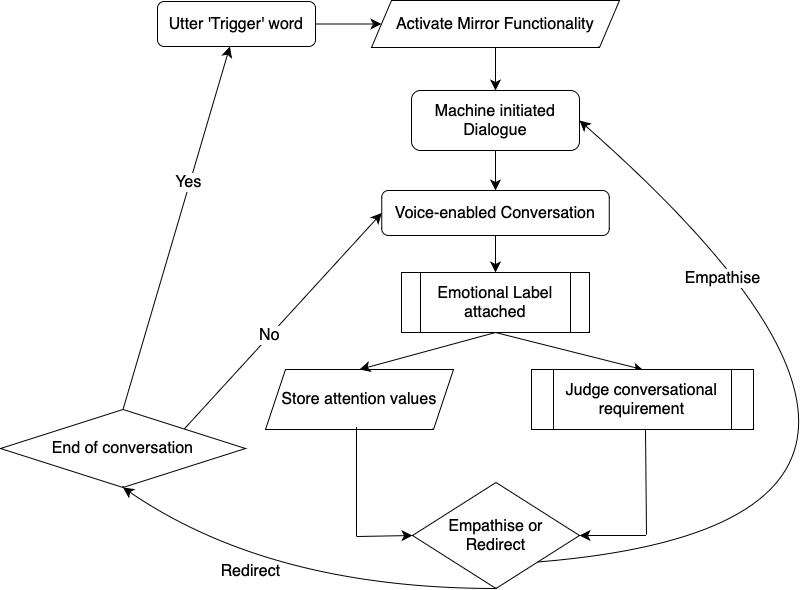 Utter 'Trigger' word
Activate Mirror Functionality
Machine initiated
Dialogue
Yes
Voice-enabled Conversation
Empathise
Emotional Label
attached
No
Store attention values
Judge conversational
requirement
End of conversation
Empathise or
Redirect
Redirect